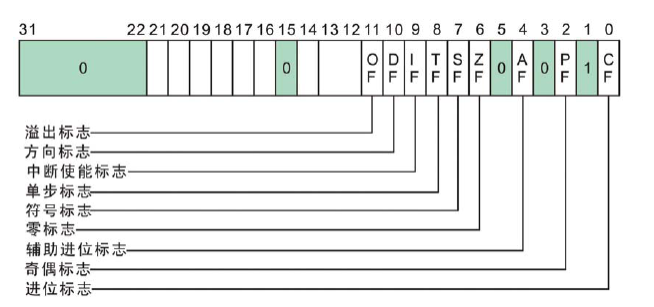 31 22 21 20 19 18 17 16 15 14 13 12 11 10 9 8 7 6 5 4 3 2 1 0
0 0 OF DF IF TF SF ZF 0 AF 0 PF 1 CF
溢出标志
方向标志
中断使能标志
单步标志
符号标志
零标志
辅助进位标志
奇偶标志
进位标志